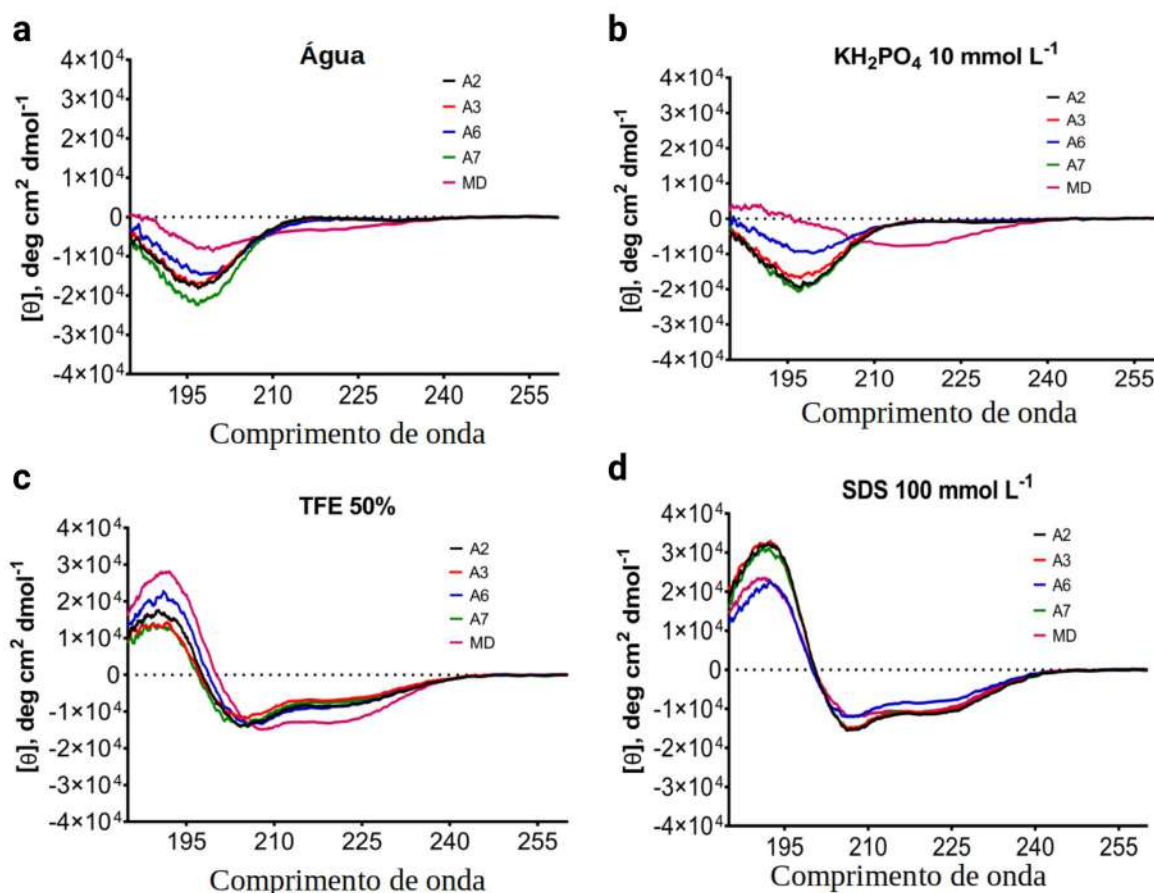 a
Água
4×10⁴
3×10⁴
2×10⁴
1×10⁴
0
-1×10⁴
-2×10⁴
-3×10⁴
-4×10⁴
[θ], deg cm² dmol⁻¹
A2
A3
A6
A7
MD
195 210 225 240 255
Comprimento de onda
b
KH₂PO₄ 10 mmol L⁻¹
4×10⁴
3×10⁴
2×10⁴
1×10⁴
0
-1×10⁴
-2×10⁴
-3×10⁴
-4×10⁴
[θ], deg cm² dmol⁻¹
A2
A3
A6
A7
MD
195 210 225 240 255
Comprimento de onda
c
TFE 50%
4×10⁴
3×10⁴
2×10⁴
1×10⁴
0
-1×10⁴
-2×10⁴
-3×10⁴
-4×10⁴
[θ], deg cm² dmol⁻¹
A2
A3
A6
A7
MD
195 210 225 240 255
Comprimento de onda
d
SDS 100 mmol L⁻¹
4×10⁴
3×10⁴
2×10⁴
1×10⁴
0
-1×10⁴
-2×10⁴
-3×10⁴
-4×10⁴
[θ], deg cm² dmol⁻¹
A2
A3
A6
A7
MD
195 210 225 240 255
Comprimento de onda